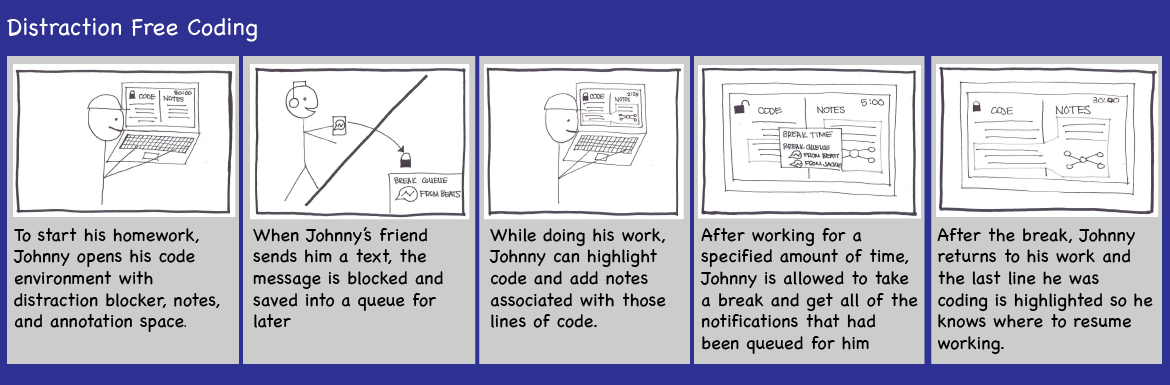 Distraction Free Coding
CODE
30:00
NOTES
To start his homework,
Johnny opens his code
environment with
distraction blocker, notes,
and annotation space.
BREAK QUEUE
FROM BEATS
When Johnny's friend
sends him a text, the
message is blocked and
saved into a queue for
later
CODE
NOTES
While doing his work,
Johnny can highlight
code and add notes
associated with those
lines of code.
CODE
NOTES
5:00
BREAK TIME
BREAK QUEUE
FROM BEATS
FROM JACKIE
After working for a
specified amount of time,
Johnny is allowed to take
a break and get all of the
notifications that had
been queued for him
CODE
NOTES
30:00
After the break, Johnny
returns to his work and
the last line he was
coding is highlighted so he
knows where to resume
working.